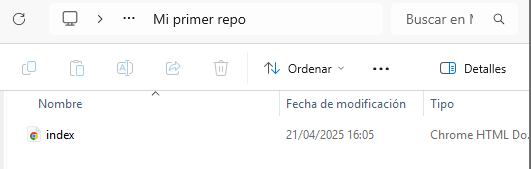 Mi primer repo
Buscar en M
Ordenar
Detalles
Nombre
Fecha de modificación
Tipo
index
21/04/2025 16:05
Chrome HTML Do...